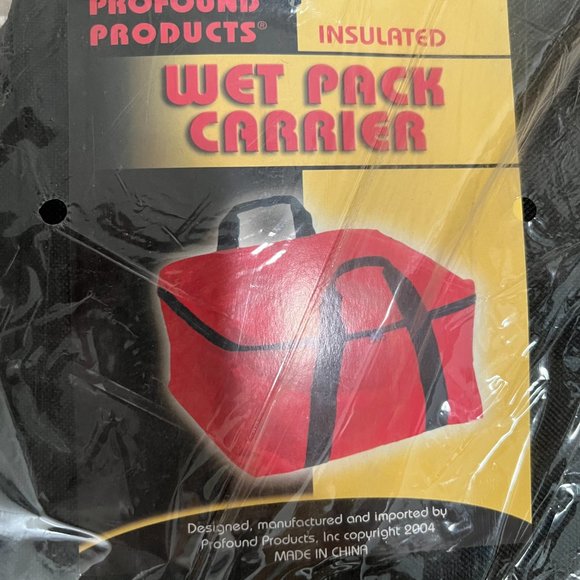 PROFOUND
PRODUCTS®
INSULATED
WET PACK
CARRIER
Designed, manufactured and imported by
Profound Products, Inc copyright 2004
MADE IN CHINA